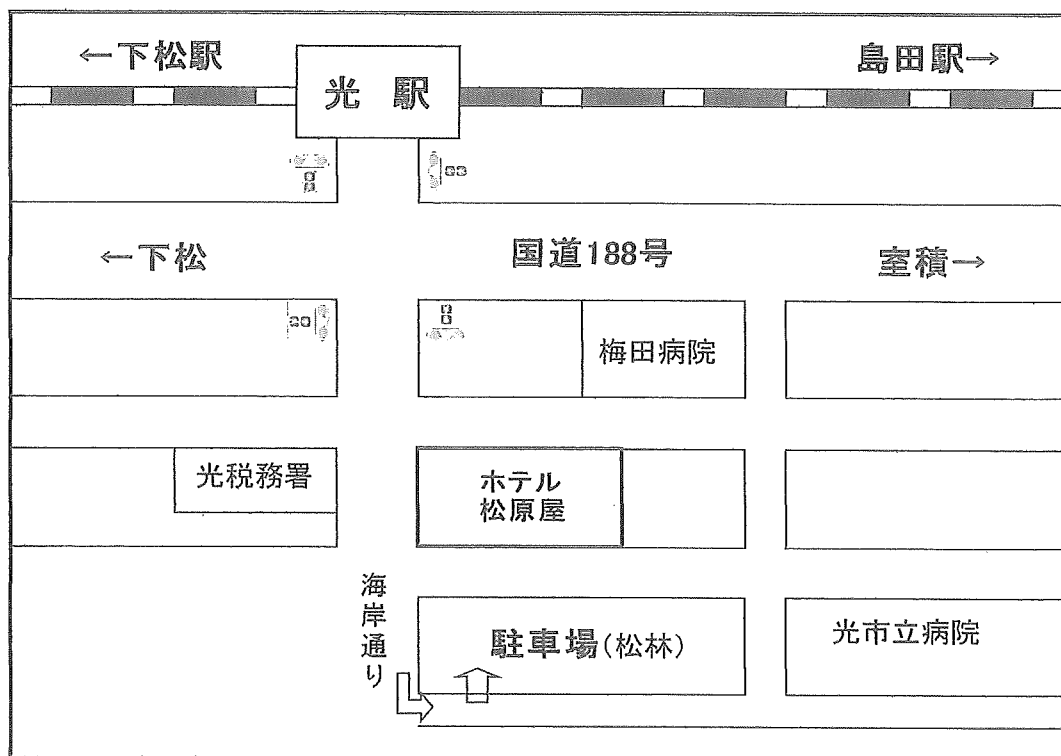 ←下松駅
光 駅
島田駅→
←下松
国道188号
室積→
梅田病院
光税務署
ホテル
松原屋
海岸通り
駐車場(松林)
光市立病院